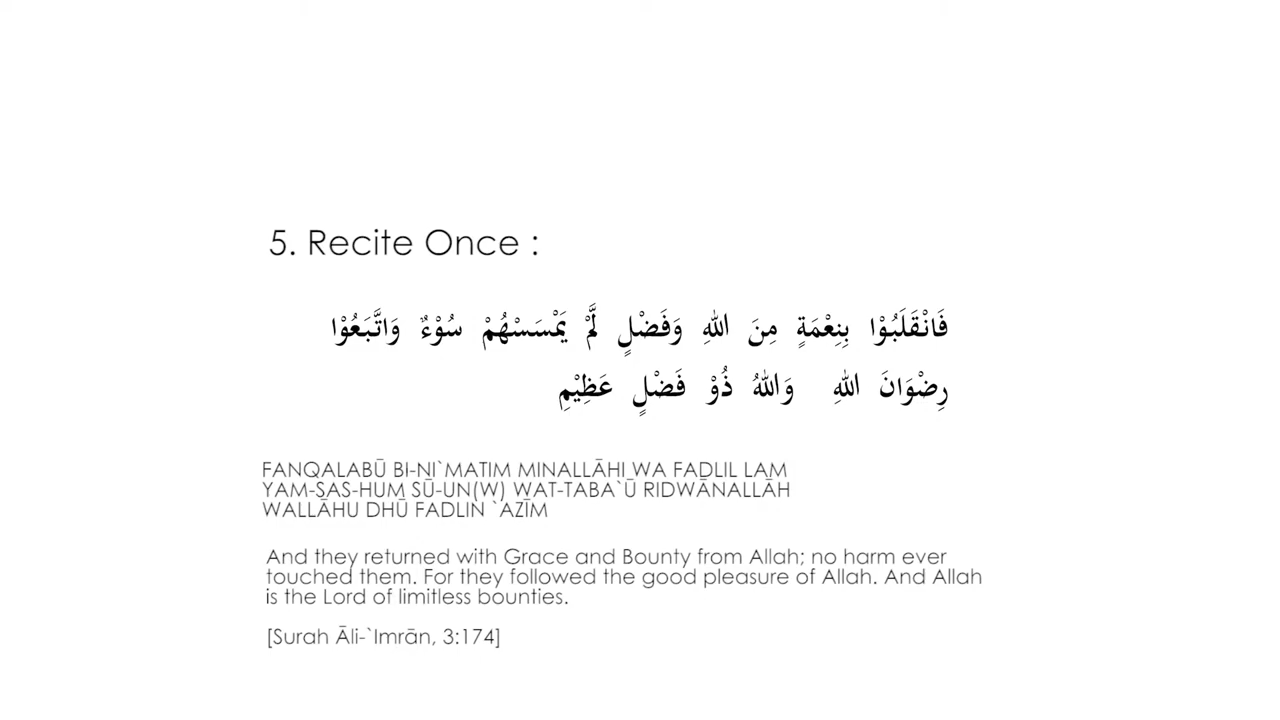 5. Recite Once :
فَانْقَلَبُوْا بِنِعْمَةٍ مِنَ اللهِ وَفَضْلٍ لَّمْ يَمْسَسْهُمْ سُوْءٌ وَاتَّبَعُوْا
رِضْوَانَ اللهِ وَاللهُ ذُوْ فَضْلٍ عَظِيْمِ
FANQALABŪ BI-NI`MATIM MINALLĀHI WA FAḌLIL LAM
YAM-SAS-HUM SŪ-UN(W) WAT-TABA`Ū RIDWĀNALLĀH
WALLĀHU DHŪ FADLIN `AZĪM
And they returned with Grace and Bounty from Allah; no harm ever
touched them. For they followed the good pleasure of Allah. And Allah
is the Lord of limitless bounties.
[Surah Āli-`Imrān, 3:174]